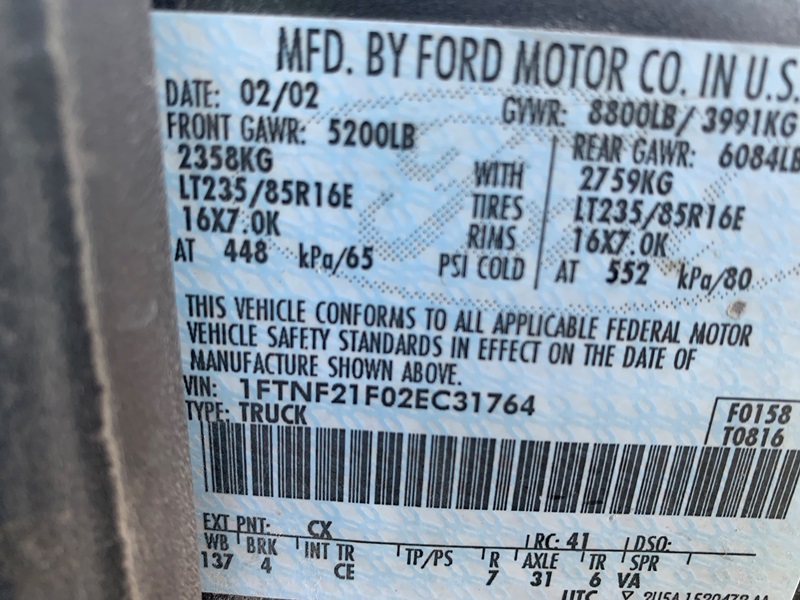 MFD. BY FORD MOTOR CO. IN U.S.
DATE: 02/02 GVWR: 8800LB/ 3991KG
FRONT GAWR: 5200LB REAR GAWR: 6084LB
2358KG WITH 2759KG
LT235/85R16E TIRES LT235/85R16E
16X7.0K RIMS 16X7.0K
AT 448 kPa/65 PSI COLD AT 552 kPa/80
THIS VEHICLE CONFORMS TO ALL APPLICABLE FEDERAL MOTOR
VEHICLE SAFETY STANDARDS IN EFFECT ON THE DATE OF
MANUFACTURE SHOWN ABOVE.
VIN: 1FTNF21F02EC31764
TYPE: TRUCK
F0158
T0816
EXT PNT: CX RC: 41 DSO:
WB BRK INT TR TP/PS R AXLE TR SPR
137 4 CE 7 31 6 VA
UTC